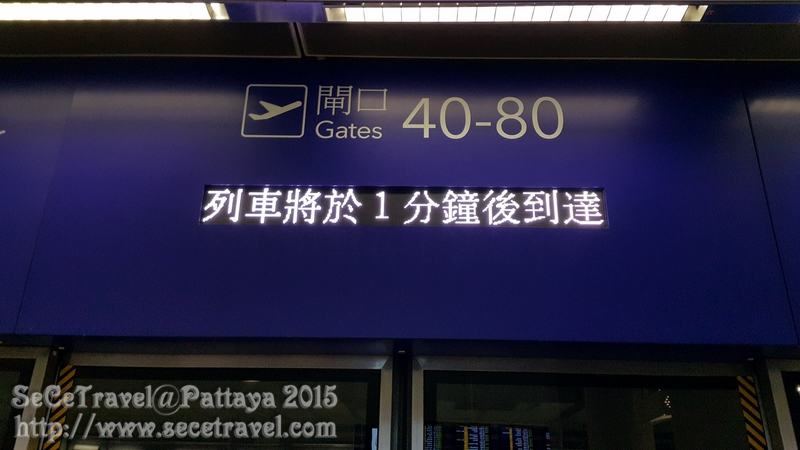 閘口
Gates 40-80
列車將於 1 分鐘後到達
SeCeTravel@Pattaya 2015
http://www.secetravel.com